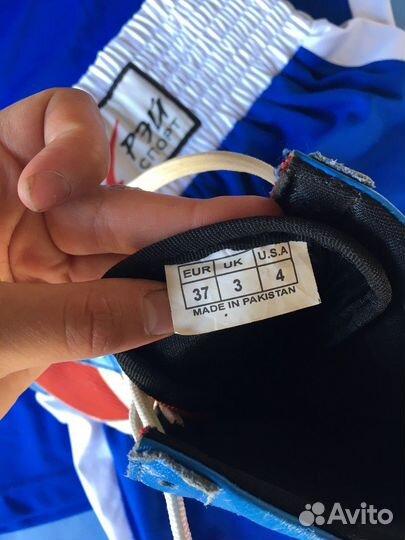 РЭЙ
СПОРТ
EUR UK U.S.A
37 3 4
MADE IN PAKISTAN
Avito